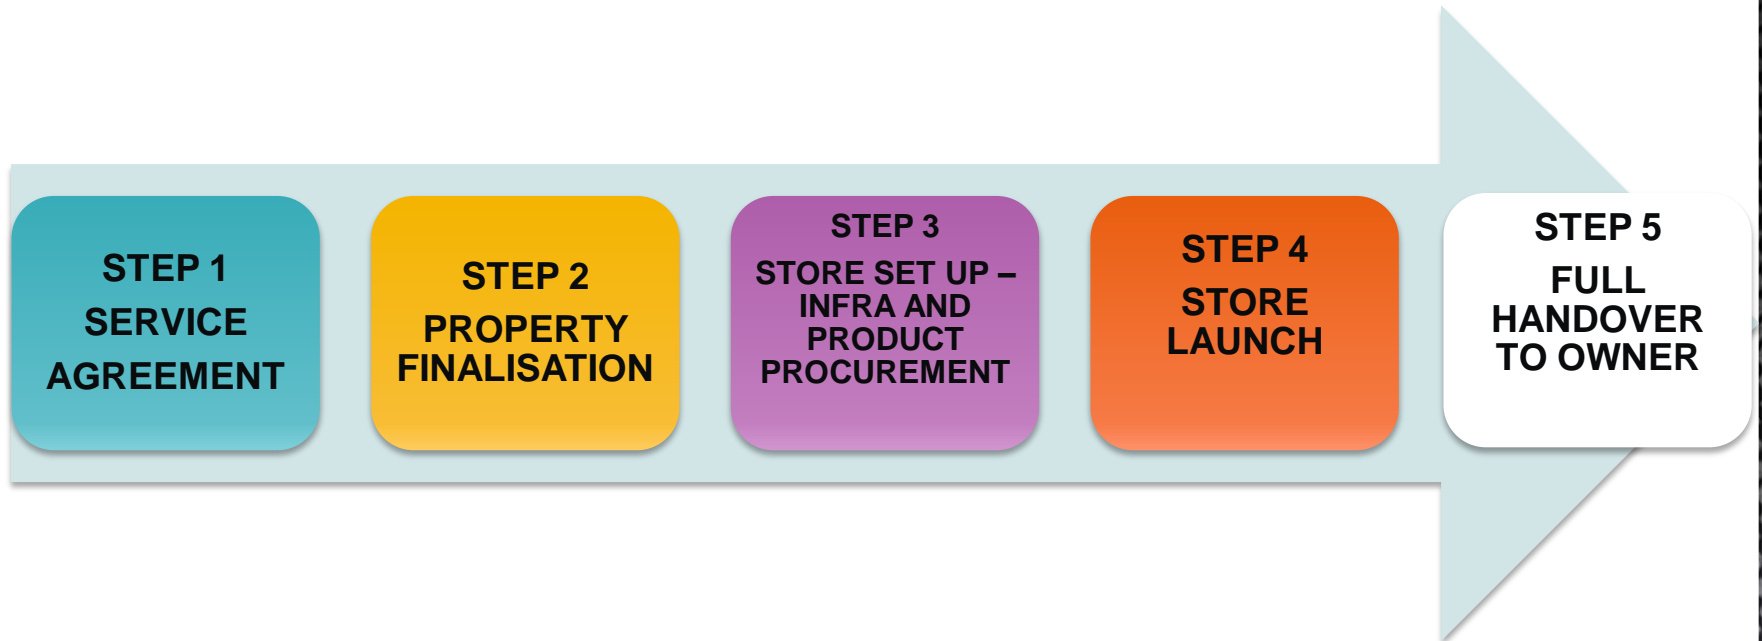 STEP 1
SERVICE
AGREEMENT
STEP 2
PROPERTY
FINALISATION
STEP 3
STORE SET UP –
INFRA AND
PRODUCT
PROCUREMENT
STEP 4
STORE
LAUNCH
STEP 5
FULL
HANDOVER
TO OWNER